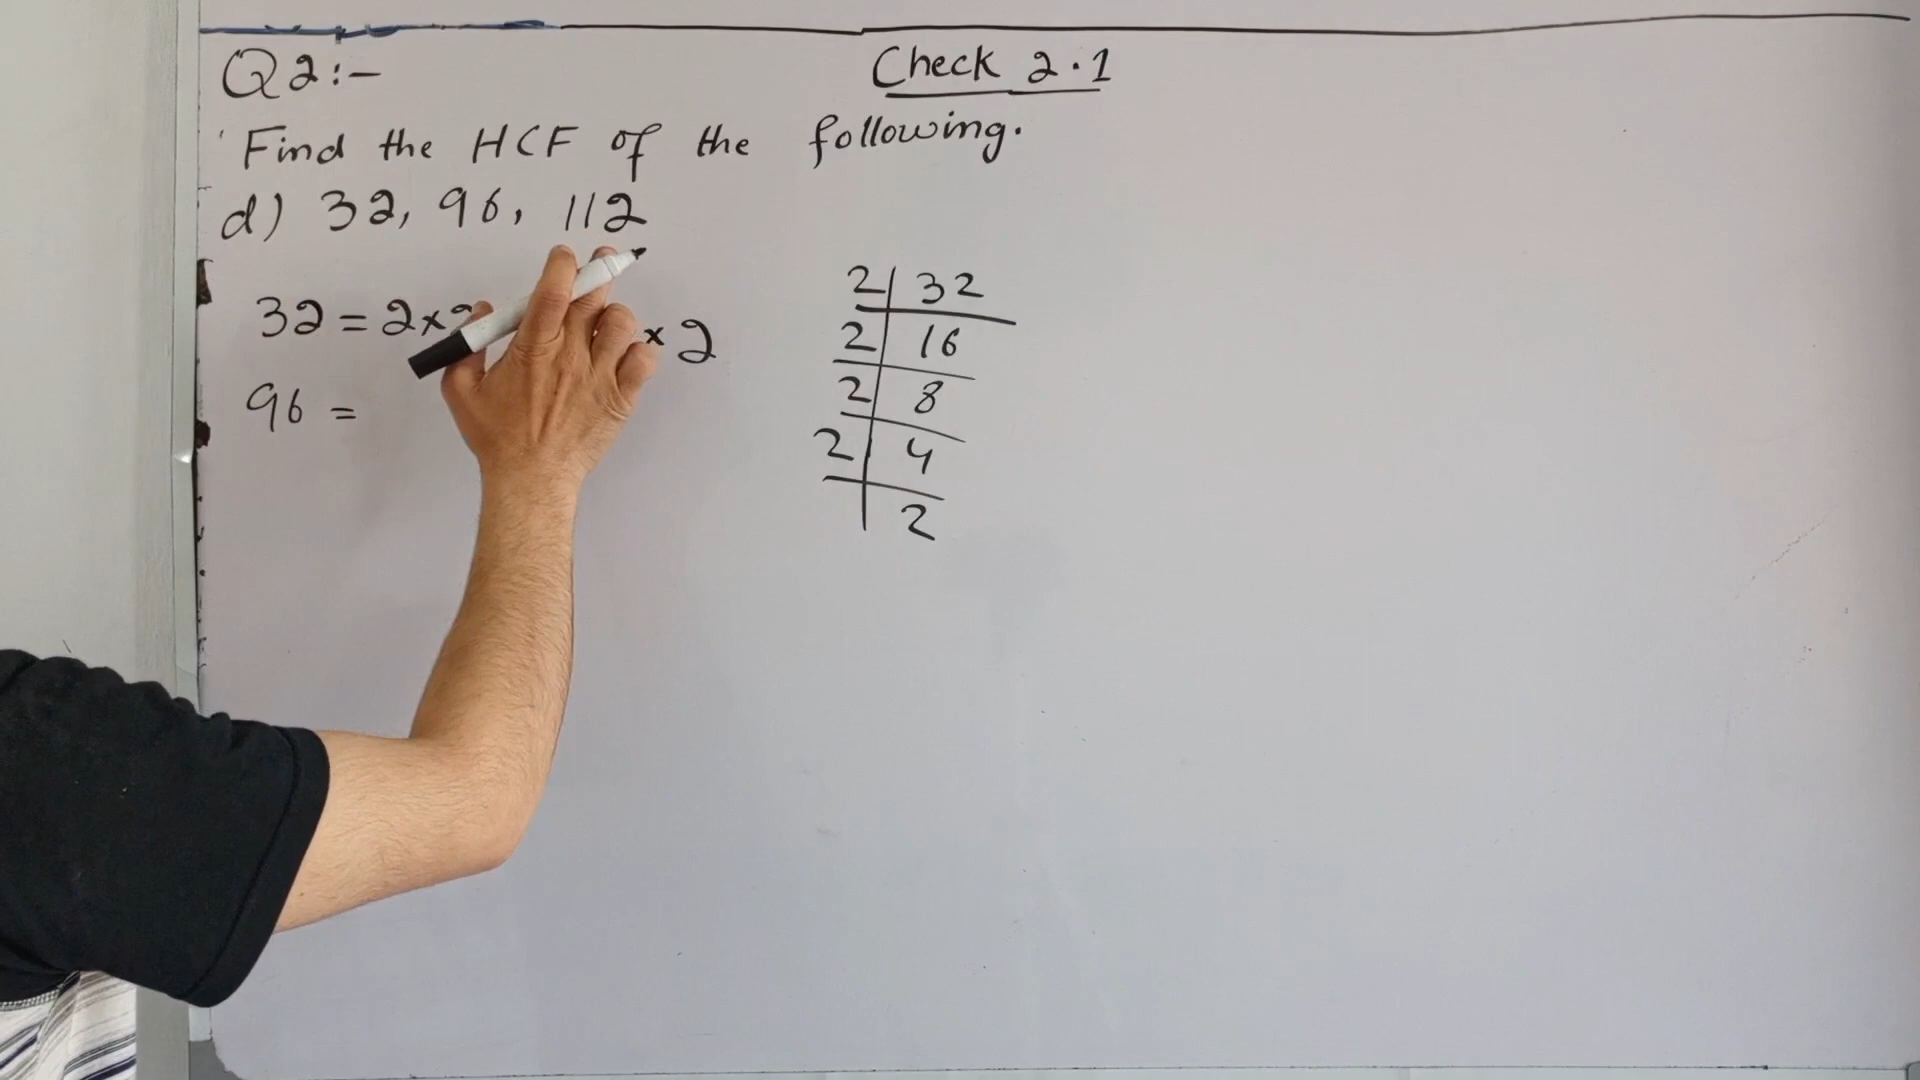 Q2:-
Check 2.1
Find the HCF of the following.
d) 32, 96, 112
32 = 2×2 × 2
96 =
2 | 32
2 | 16
2 | 8
2 | 4
2